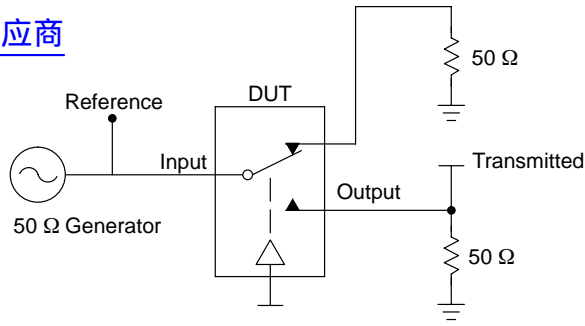 应商
50 Ω
DUT
Reference
Input
Transmitted
Output
50 Ω Generator
50 Ω